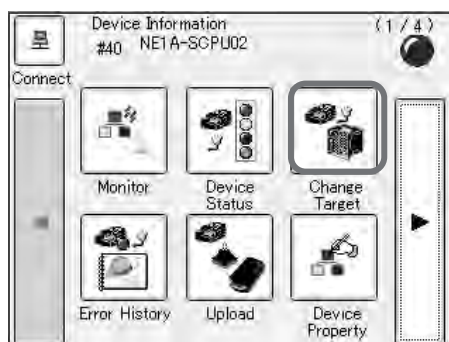 Device Information
(1/4)
#40 NE1A-SCPU02
Connect
Monitor
Device
Status
Change
Target
Error History
Upload
Device
Property